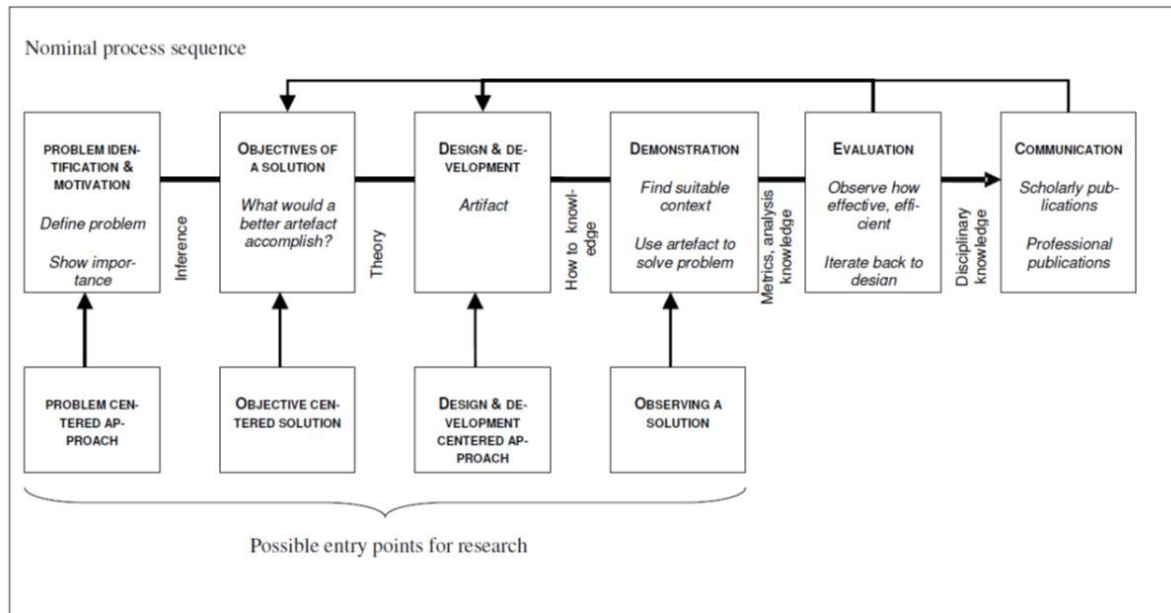 Nominal process sequence
PROBLEM IDEN-
TIFICATION &
MOTIVATION
Define problem
Show impor-
tance
Inference
OBJECTIVES OF
A SOLUTION
What would a
better artefact
accomplish?
Theory
DESIGN & DE-
VELOPMENT
Artifact
How to knowl-
edge
DEMONSTRATION
Find suitable
context
Use artefact to
solve problem
Metrics, analysis
knowledge
EVALUATION
Observe how
effective, effi-
cient
Iterate back to
design
Disciplinary
knowledge
COMMUNICATION
Scholarly pub-
lications
Professional
publications
PROBLEM CEN-
TERED AP-
PROACH
OBJECTIVE CEN-
TERED SOLUTION
DESIGN & DE-
VELOPMENT
CENTERED AP-
PROACH
OBSERVING A
SOLUTION
Possible entry points for research